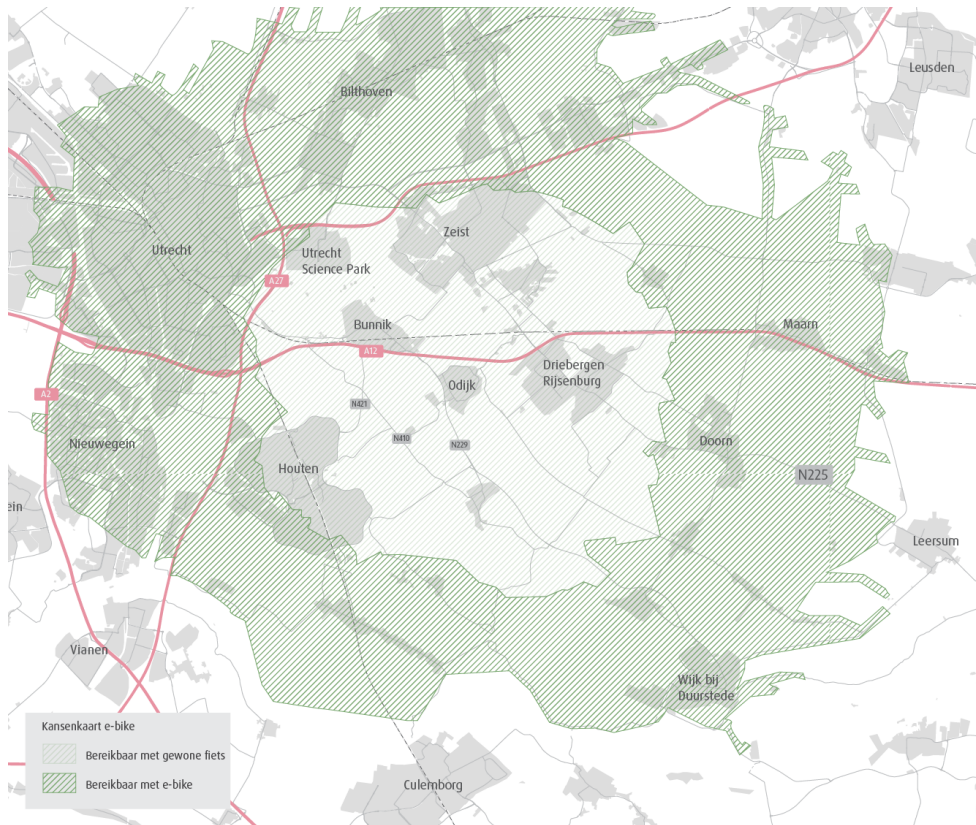 Leusden
Bilthoven
Zeist
Utrecht
Utrecht
Science Park
A27
Bunnik
Maarn
A12
Driebergen
Rijsenburg
Odijk
A2
N421
N410
N229
Nieuwegein
Doorn
Houten
N225
ein
Leersum
Vianen
Wijk bij
Duurstede
Kansenkaart e-bike
Bereikbaar met gewone fiets
Bereikbaar met e-bike
Culemborg